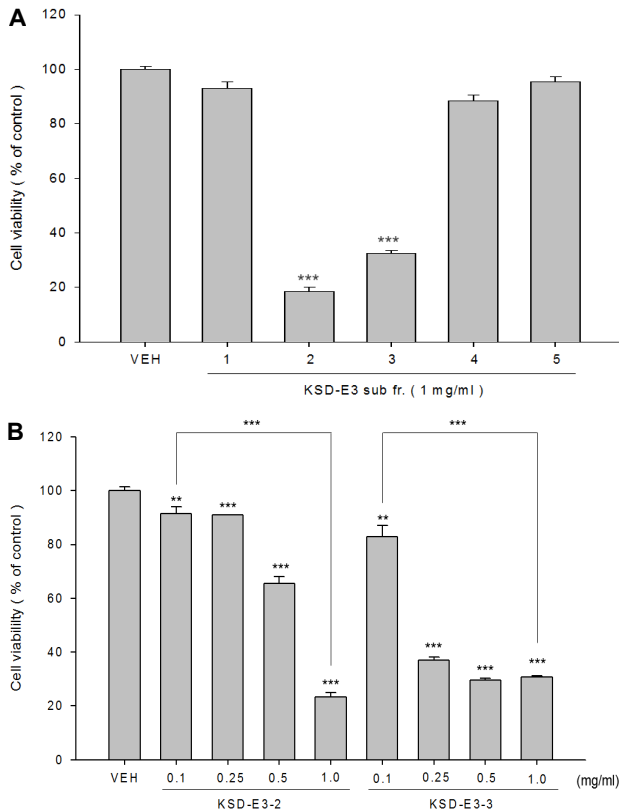 A
120
100
80
60
40
20
0
Cell viability ( % of control )
***
***
VEH 1 2 3 4 5
KSD-E3 sub fr. ( 1 mg/ml )
B
120
100
80
60
40
20
0
Cell viabilility ( % of control )
*** ***
** *** *** *** ** *** *** ***
VEH 0.1 0.25 0.5 1.0 0.1 0.25 0.5 1.0 (mg/ml)
KSD-E3-2 KSD-E3-3